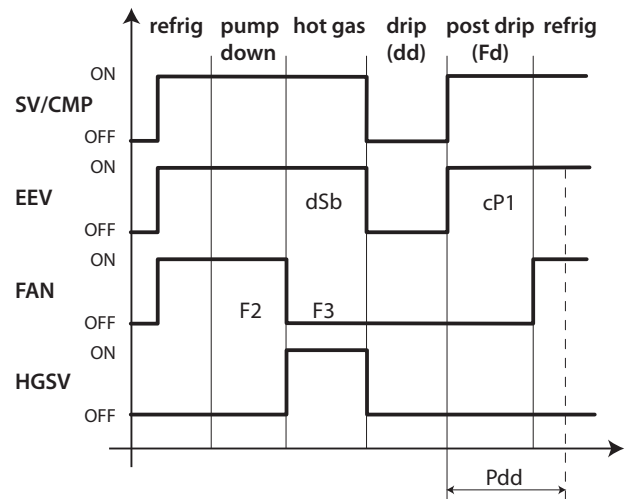 refrig pump hot gas drip post drip refrig
down (dd) (Fd)
ON
SV/CMP
OFF
ON
EEV
dSb cP1
OFF
ON
FAN
F2 F3
OFF
ON
HGSV
OFF
Pdd